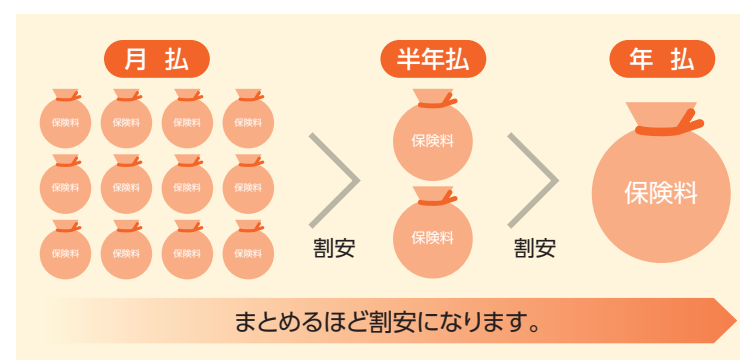 月 払
半年払
年 払
保険料 保険料 保険料 保険料
保険料 保険料 保険料 保険料
保険料 保険料 保険料 保険料
保険料
保険料
保険料
割安
割安
まとめるほど割安になります。